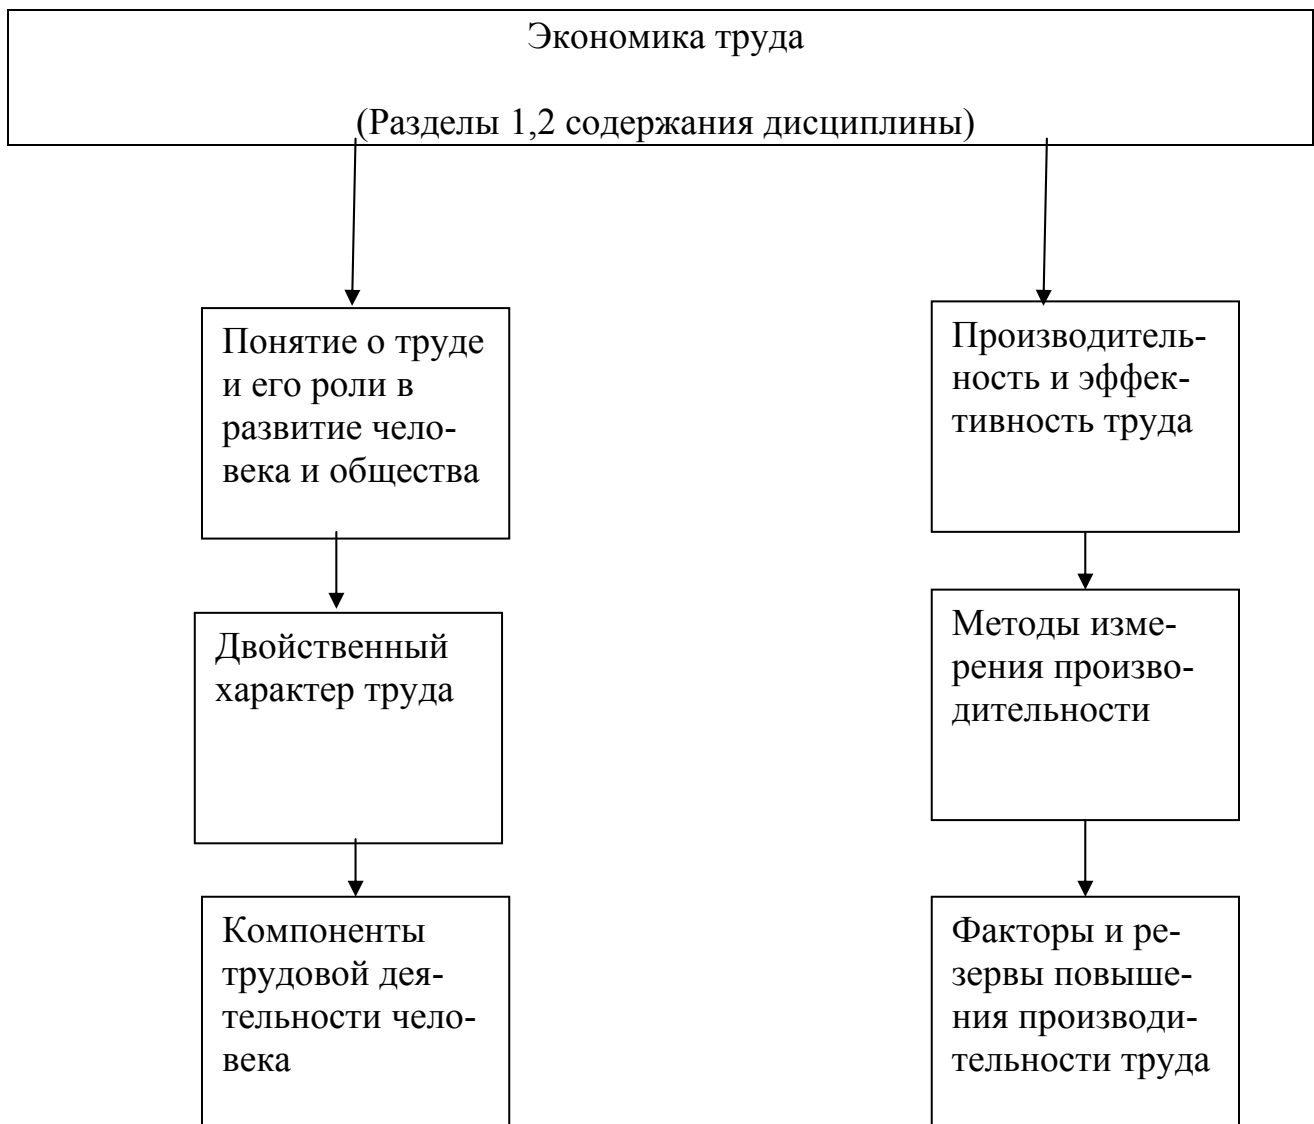 Экономика труда
(Разделы 1,2 содержания дисциплины)
Понятие о труде
и его роли в
развитие чело-
века и общества
Двойственный
характер труда
Компоненты
трудовой дея-
тельности чело-
века
Производитель-
ность и эффек-
тивность труда
Методы изме-
рения произво-
дительности
Факторы и ре-
зервы повыше-
ния производи-
тельности труда